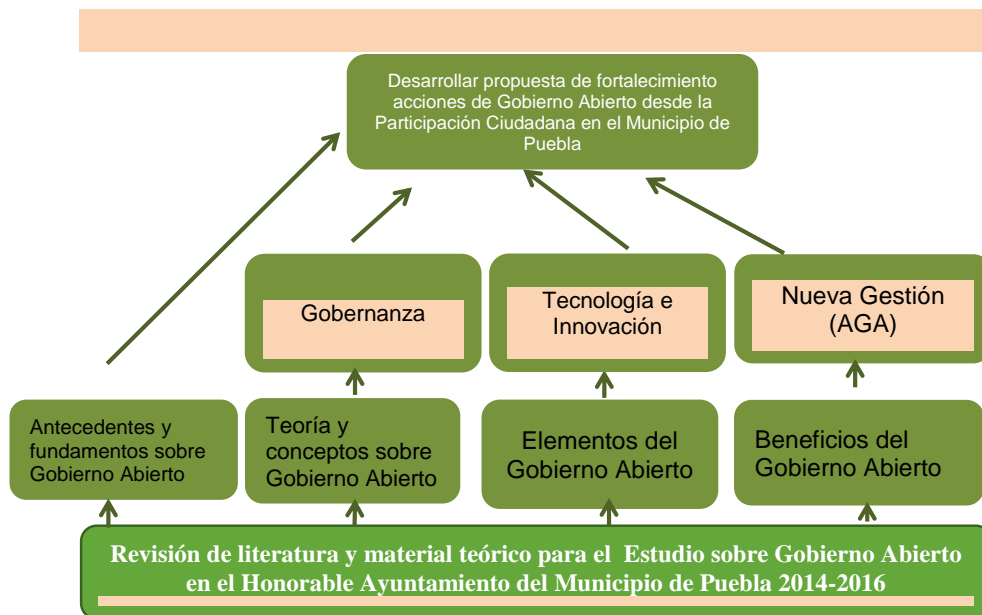 Desarrollar propuesta de fortalecimiento
acciones de Gobierno Abierto desde la
Participación Ciudadana en el Municipio de
Puebla
Gobernanza
Tecnología e
Innovación
Nueva Gestión
(AGA)
Antecedentes y
fundamentos sobre
Gobierno Abierto
Teoría y
conceptos sobre
Gobierno Abierto
Elementos del
Gobierno Abierto
Beneficios del
Gobierno Abierto
Revisión de literatura y material teórico para el Estudio sobre Gobierno Abierto
en el Honorable Ayuntamiento del Municipio de Puebla 2014-2016